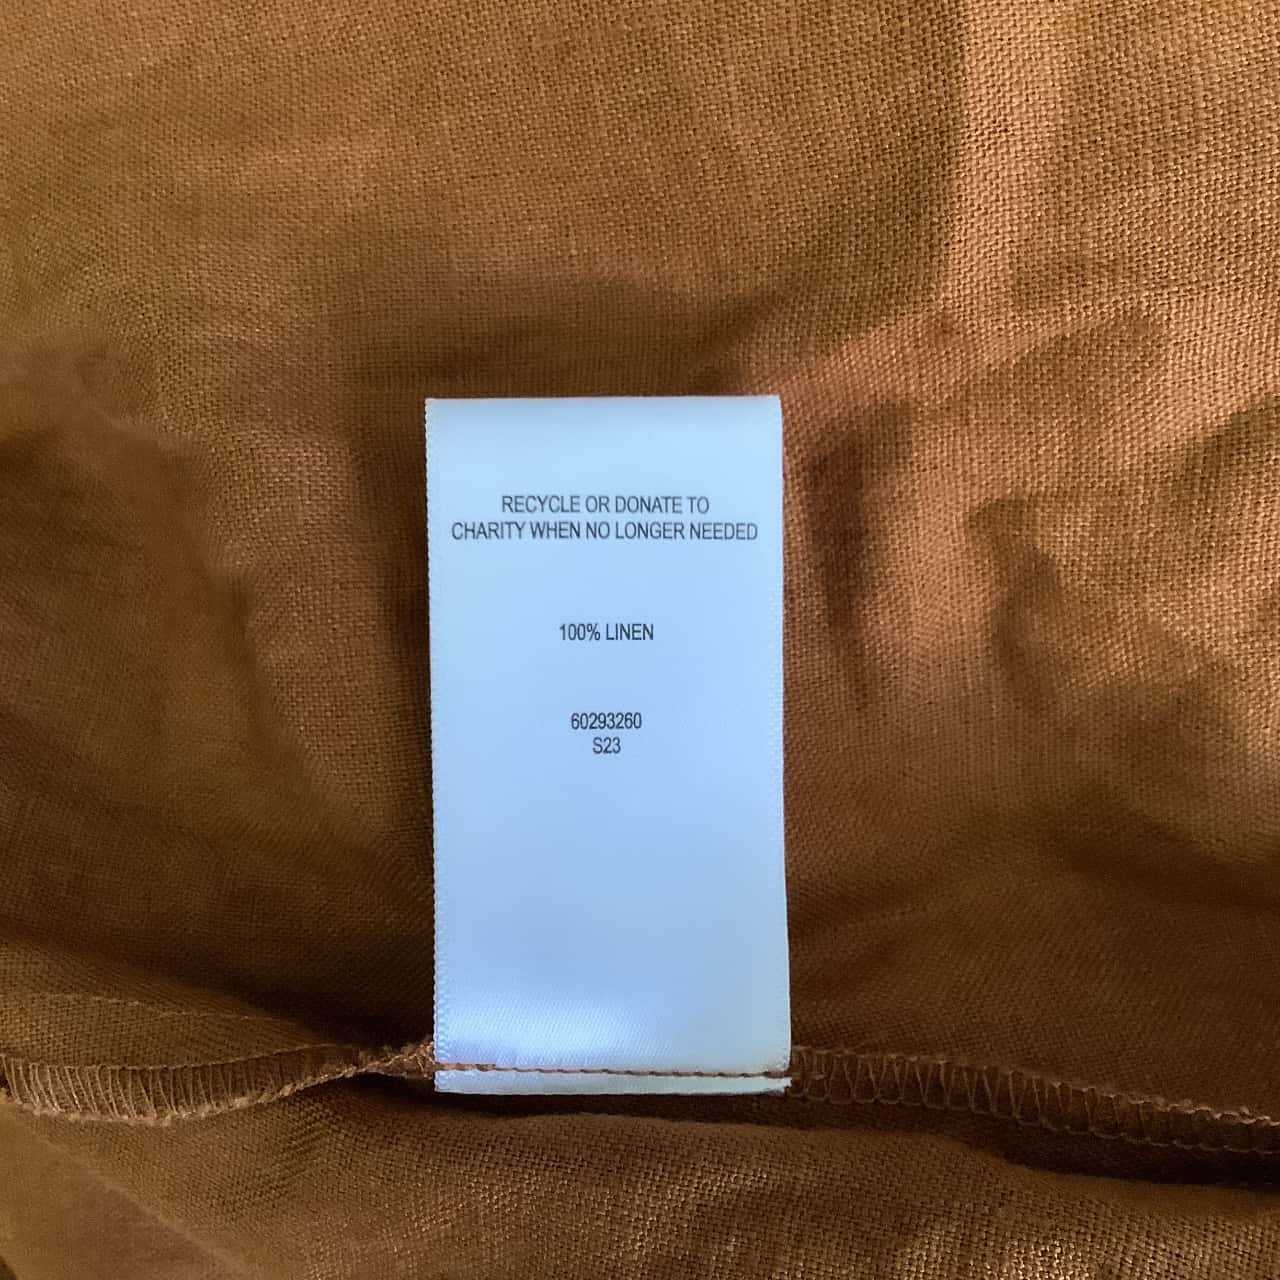 RECYCLE OR DONATE TO
CHARITY WHEN NO LONGER NEEDED
100% LINEN
60293260
S23